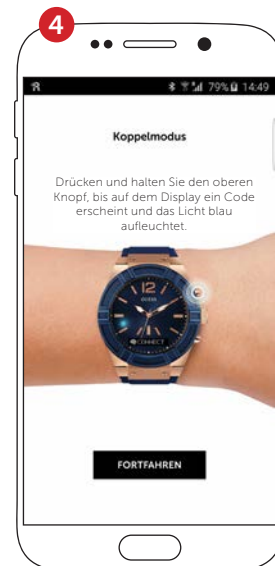 4
79% 14:49
Koppelmodus
Drücken und halten Sie den oberen
Knopf, bis auf dem Display ein Code
erscheint und das Licht blau
aufleuchtet.
GUESS
CONNECT
FORTFAHREN